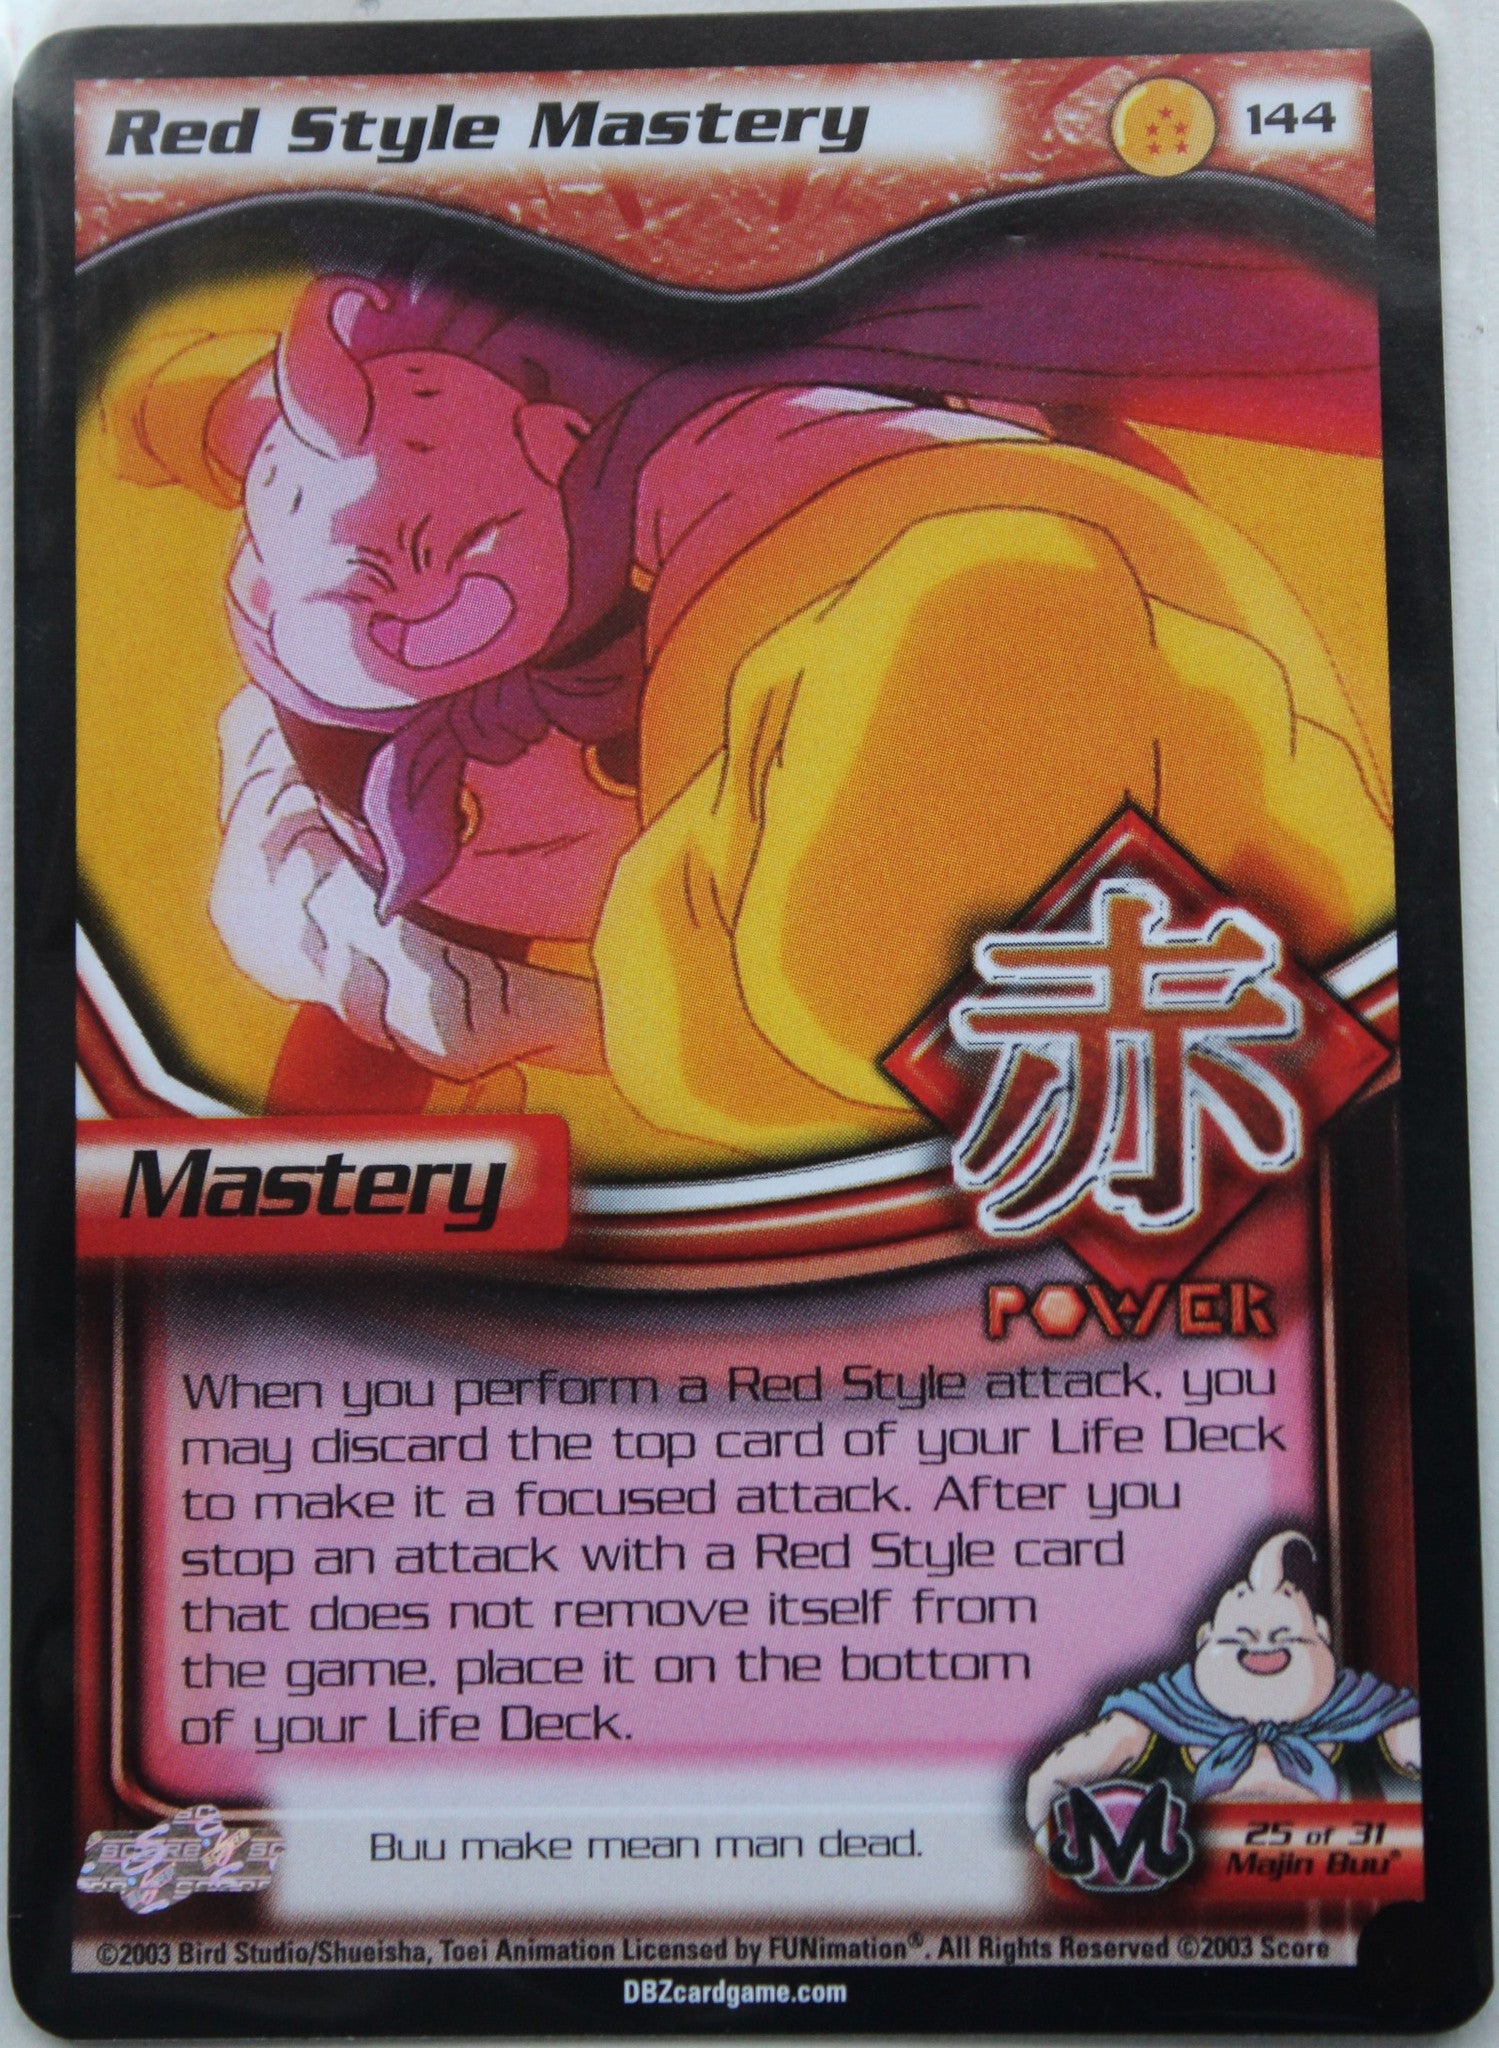 Red Style Mastery
144
赤
Mastery
POWER
When you perform a Red Style attack, you
may discard the top card of your Life Deck
to make it a focused attack. After you
stop an attack with a Red Style card
that does not remove itself from
the game, place it on the bottom
of your Life Deck.
Buu make mean man dead.
M
25 of 31
Majin Buu®
SCORE
©2003 Bird Studio/Shueisha, Toei Animation Licensed by FUNimation®. All Rights Reserved ©2003 Score
DBZcardgame.com